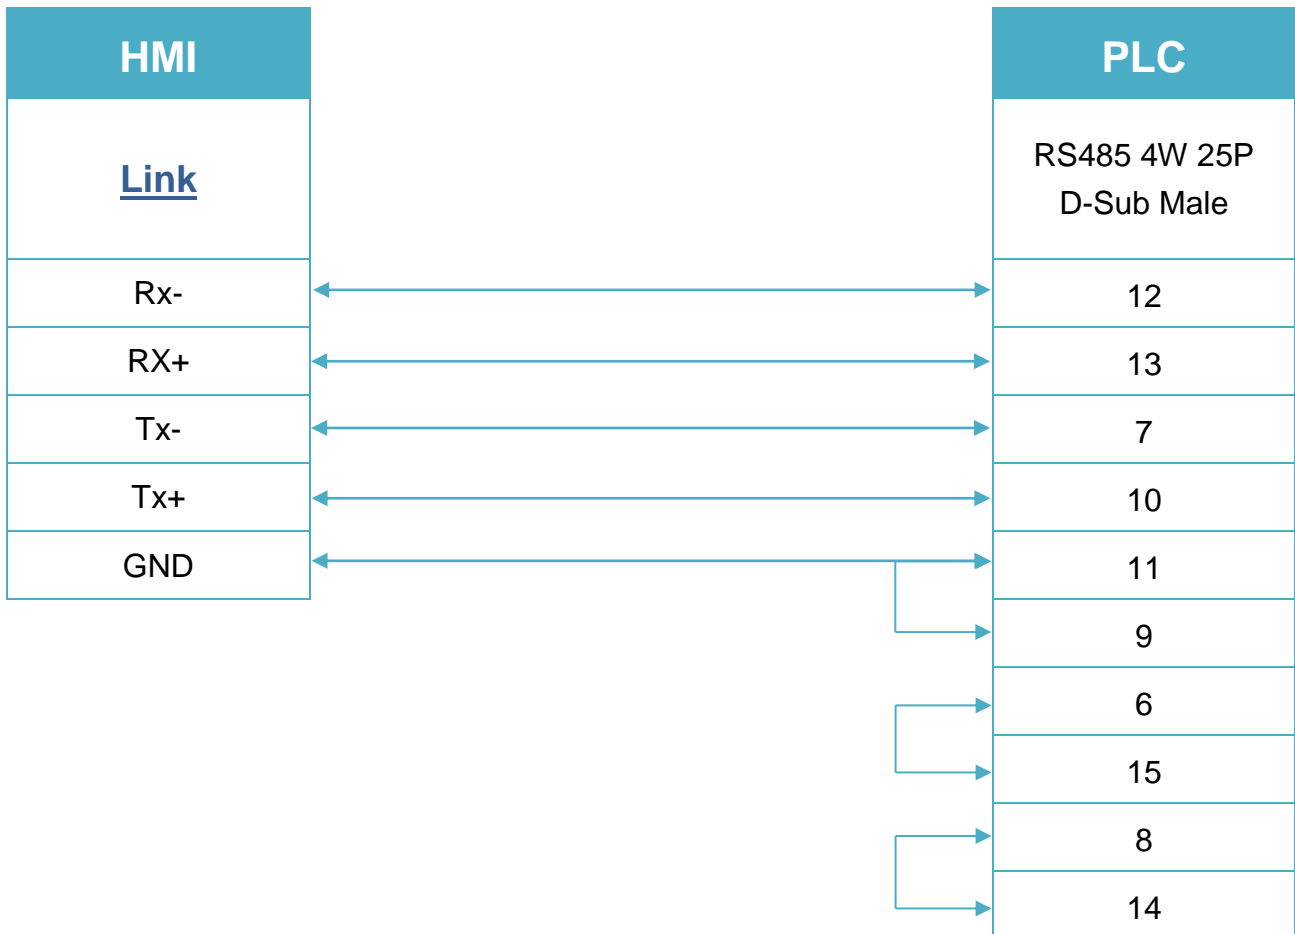 HMI
PLC
Link
RS485 4W 25P
D-Sub Male
Rx-
12
RX+
13
Tx-
7
Tx+
10
GND
11
9
6
15
8
14